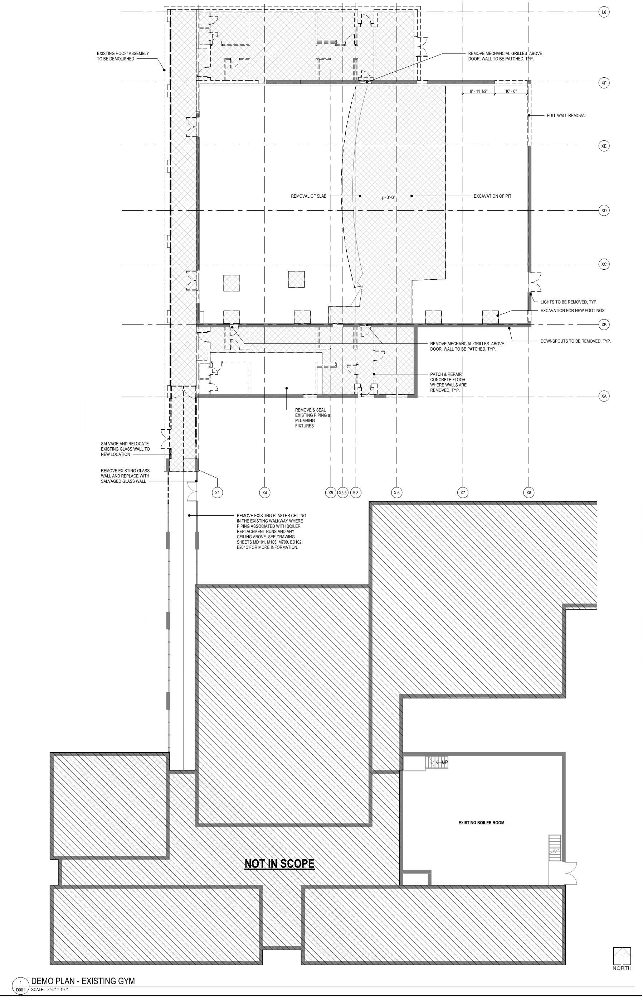 I.6
EXISTING ROOF/ ASSEMBLY
TO BE DEMOLISHED
REMOVE MECHANCIAL GRILLES ABOVE
DOOR, WALL TO BE PATCHED, TYP.
XF
9' - 11 1/2"
10' - 0"
FULL WALL REMOVAL
XE
REMOVAL OF SLAB
-3'-6"
EXCAVATION OF PIT
XD
XC
LIGHTS TO BE REMOVED, TYP.
EXCAVATION FOR NEW FOOTINGS
XB
DOWNSPOUTS TO BE REMOVED, TYP.
REMOVE MECHANCIAL GRILLES ABOVE
DOOR, WALL TO BE PATCHED, TYP.
PATCH & REPAIR
CONCRETE FLOOR
WHERE WALLS ARE
REMOVED, TYP.
XA
REMOVE & SEAL
EXISTING PIPING &
PLUMBING
FIXTURES
SALVAGE AND RELOCATE
EXISTING GLASS WALL TO
NEW LOCATION
REMOVE EXISTING GLASS
WALL AND REPLACE WITH
SALVAGED GLASS WALL
X1
X4
X5
X5.5
5.8
X.6
X7
X8
REMOVE EXISTING PLASTER CEILING
IN THE EXISTING WALKWAY WHERE
PIPING ASSOCIATED WITH BOILER
REPLACEMENT RUNS AND ANY
CEILING ABOVE. SEE DRAWING
SHEETS MD101, M105, M709, ED102,
E204C FOR MORE INFORMATION.
UP
EXISTING BOILER ROOM
NOT IN SCOPE
NORTH
1
D001
DEMO PLAN - EXISTING GYM
SCALE: 3/32" = 1'-0"